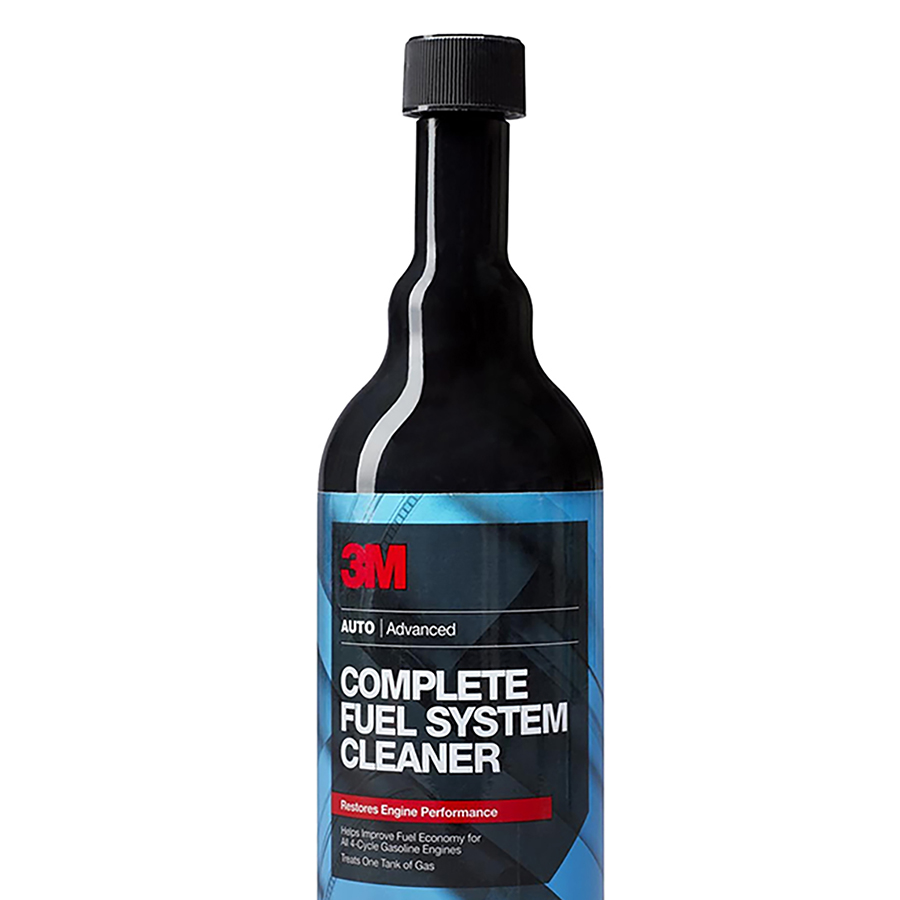 3M
AUTO | Advanced
COMPLETE
FUEL SYSTEM
CLEANER
Restores Engine Performance
Helps Improve Fuel Economy for
All 4-Cycle Gasoline Engines
Treats One Tank of Gas